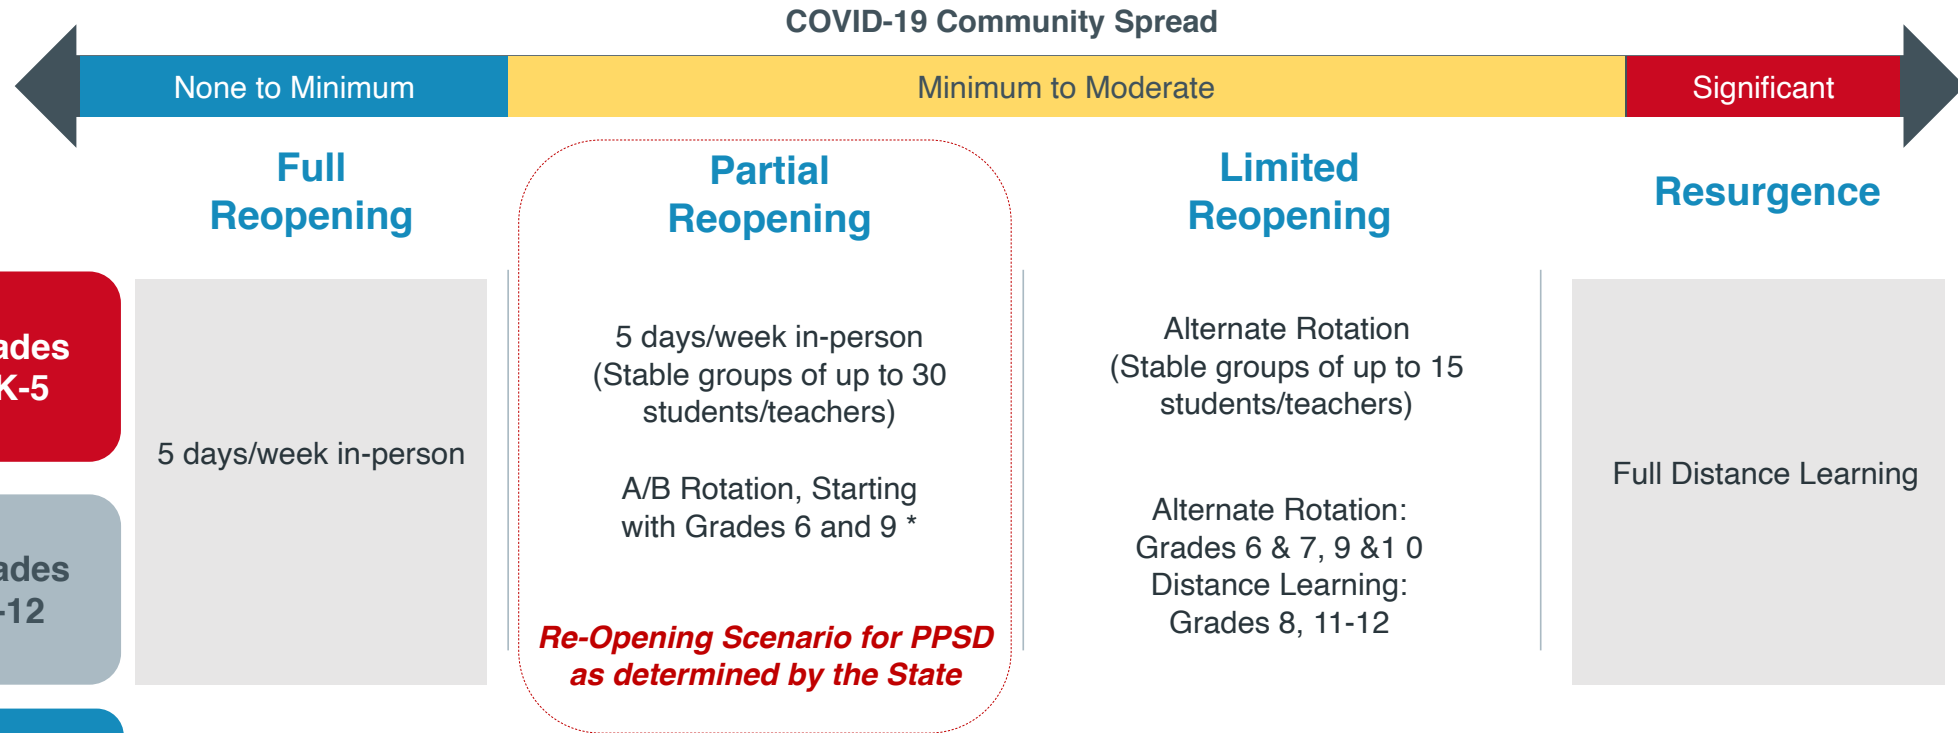 COVID-19 Community Spread
None to Minimum
Minimum to Moderate
Significant
Full
Reopening
Partial
Reopening
Limited
Reopening
Resurgence
ades
K-5
5 days/week in-person
5 days/week in-person
(Stable groups of up to 30
students/teachers)
Alternate Rotation
(Stable groups of up to 15
students/teachers)
Full Distance Learning
ades
-12
A/B Rotation, Starting
with Grades 6 and 9 *
Alternate Rotation:
Grades 6 & 7, 9 &1 0
Distance Learning:
Grades 8, 11-12
Re-Opening Scenario for PPSD
as determined by the State